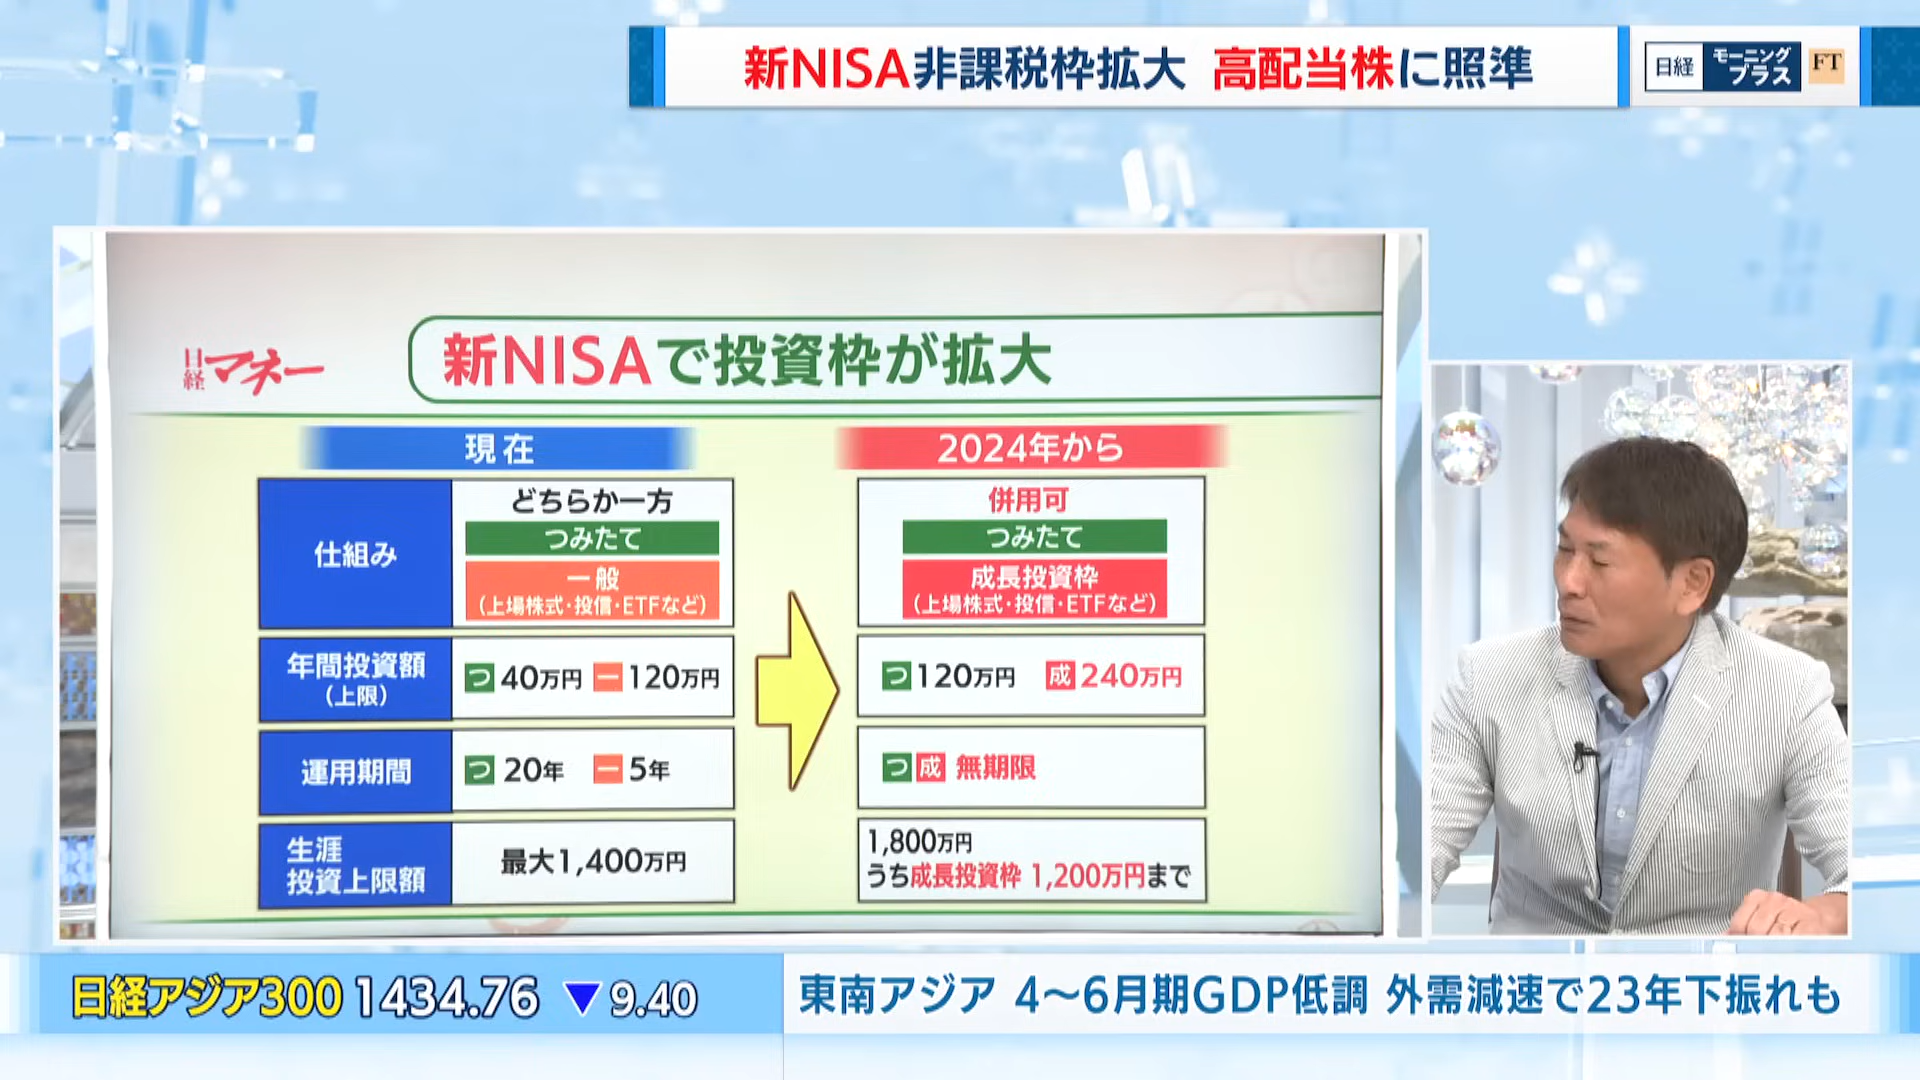 新NISA非課税枠拡大 高配当株に照準
日経 モーニングプラス FT
日経マネー
新NISAで投資枠が拡大
現在
2024年から
仕組み
どちらか一方
つみたて
一般
(上場株式・投信・ETFなど)
併用可
つみたて
成長投資枠
(上場株式・投信・ETFなど)
年間投資額
(上限)
つ 40万円 一 120万円
つ 120万円 成 240万円
運用期間
つ 20年 一 5年
つ 成 無期限
生涯
投資上限額
最大1,400万円
1,800万円
うち成長投資枠 1,200万円まで
日経アジア300 1434.76 ▼ 9.40
東南アジア 4～6月期GDP低調 外需減速で23年下振れも